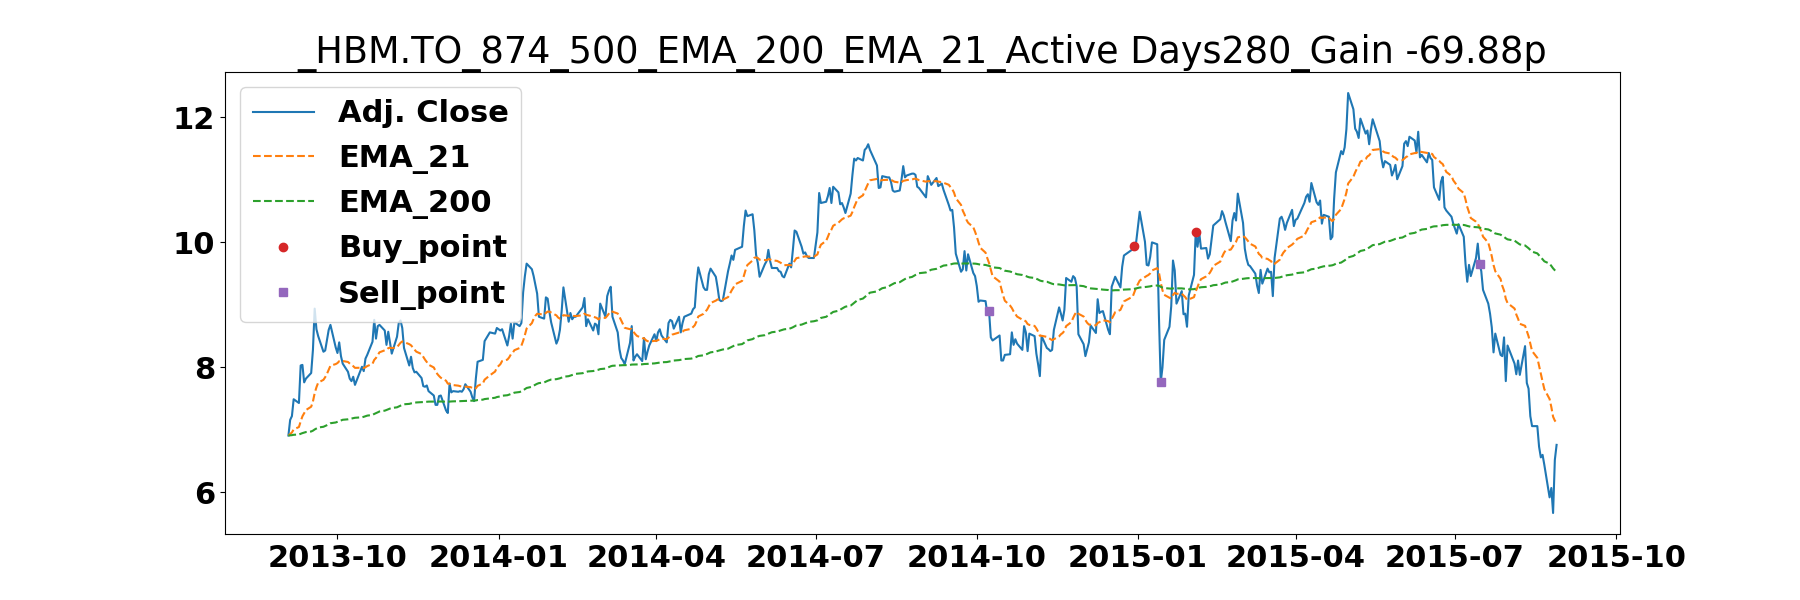 _HBM.TO_874_500_EMA_200_EMA_21_Active Days280_Gain -69.88p
Adj. Close
EMA_21
EMA_200
Buy_point
Sell_point
12
10
8
6
2013-10 2014-01 2014-04 2014-07 2014-10 2015-01 2015-04 2015-07 2015-10